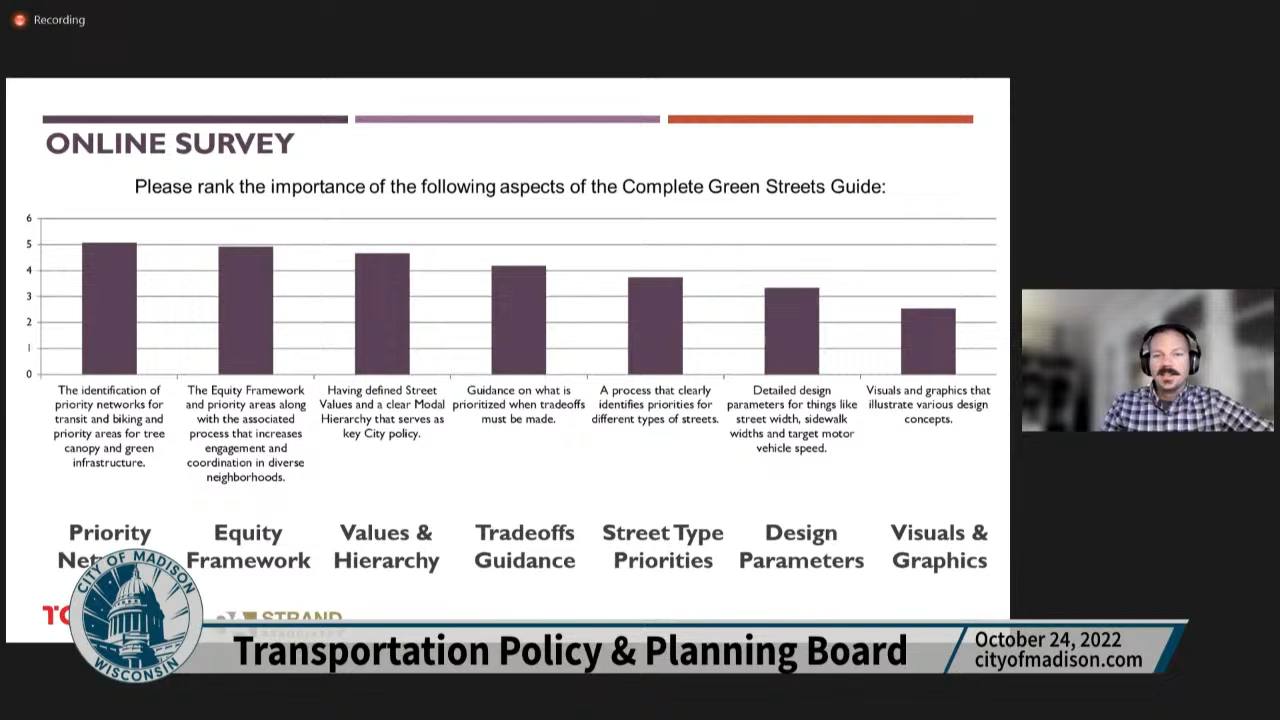 Recording
ONLINE SURVEY
Please rank the importance of the following aspects of the Complete Green Streets Guide:
6
5
4
3
2
1
0
The identification of
priority networks for
transit and biking and
priority areas for tree
canopy and green
infrastructure.
The Equity Framework
and priority areas along
with the associated
process that increases
engagement and
coordination in diverse
neighborhoods.
Having defined Street
Values and a clear Modal
Hierarchy that serves as
key City policy.
Guidance on what is
prioritized when tradeoffs
must be made.
A process that clearly
identifies priorities for
different types of streets.
Detailed design
parameters for things like
street width, sidewalk
widths and target motor
vehicle speed.
Visuals and graphics that
illustrate various design
concepts.
Priority
Equity
Framework
Values &
Hierarchy
Tradeoffs
Guidance
Street Type
Priorities
Design
Parameters
Visuals &
Graphics
STRAND
CITY OF MADISON
WISCONSIN
Transportation Policy & Planning Board
October 24, 2022
cityofmadison.com